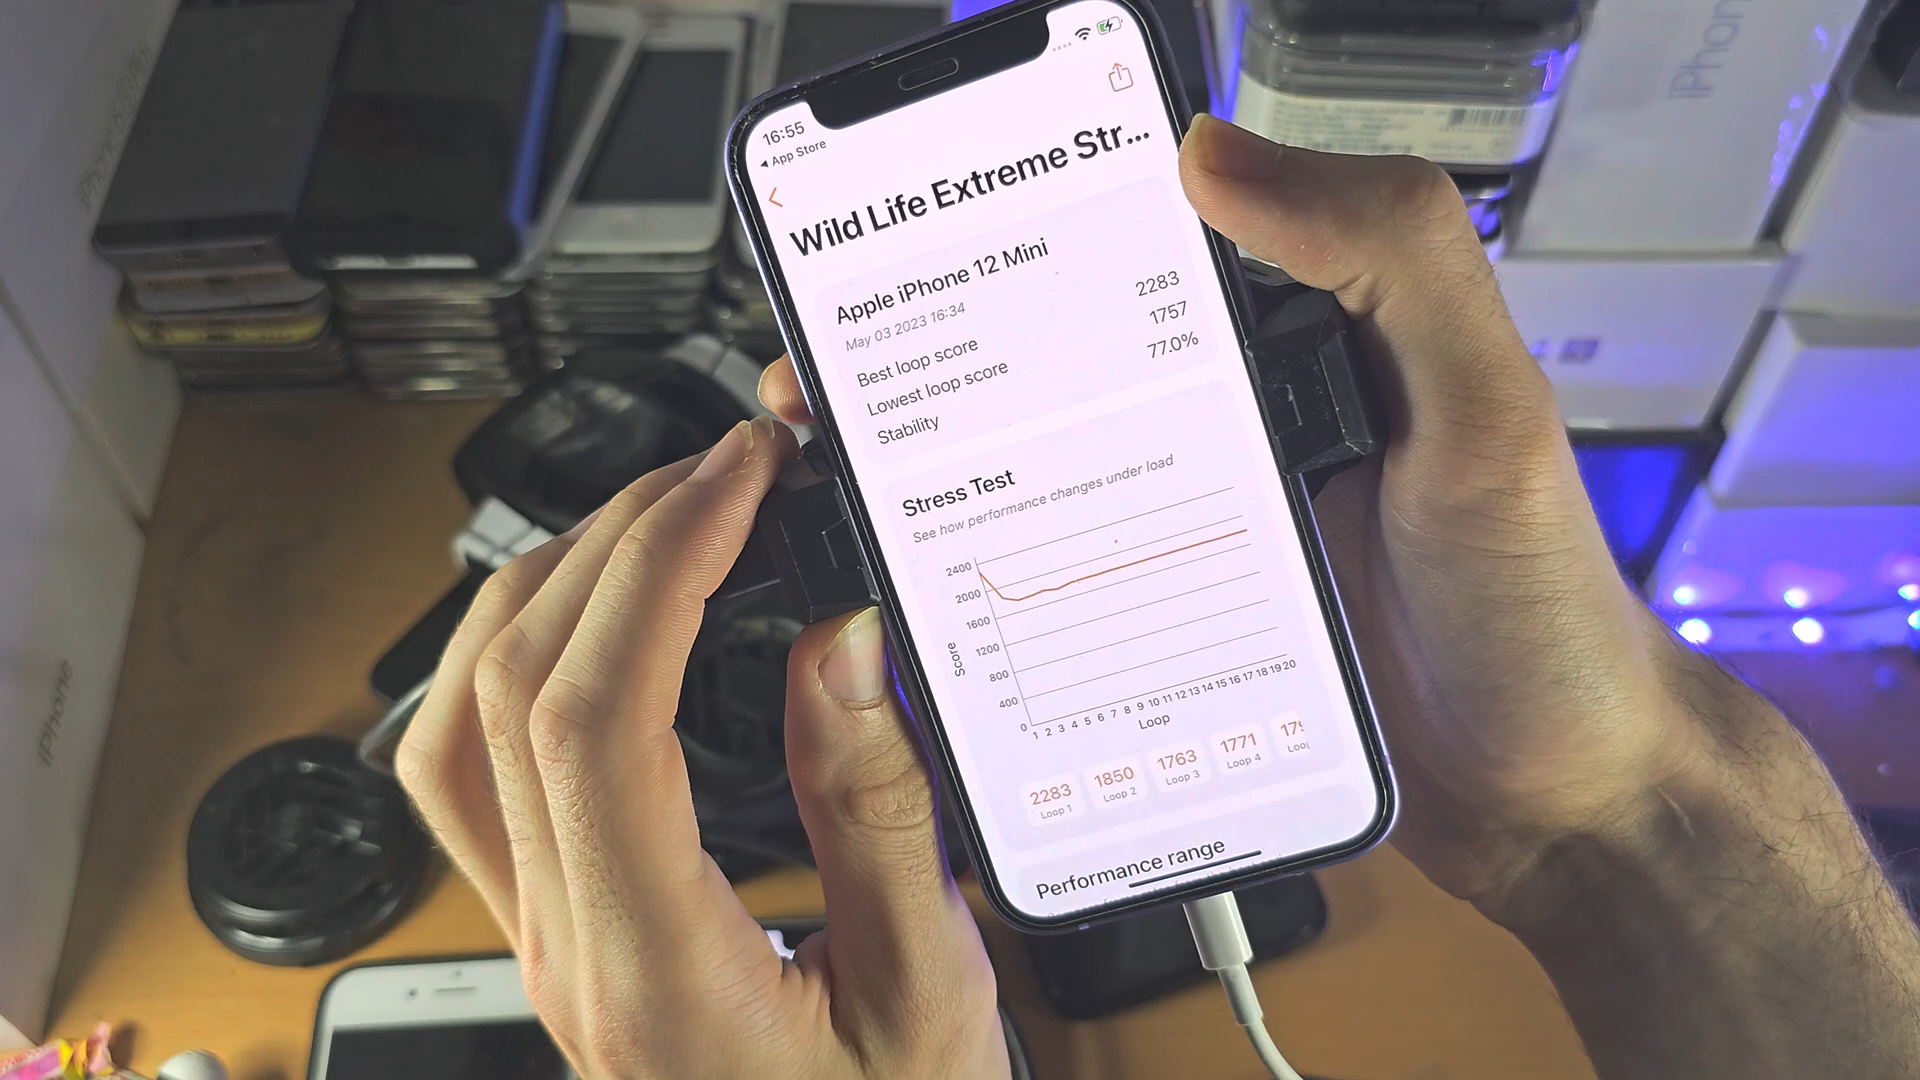 16:55
App Store
Wild Life Extreme Str...
Apple iPhone 12 Mini
May 03 2023 16:34
Best loop score 2283
Lowest loop score 1757
Stability 77.0%
Stress Test
See how performance changes under load
2400
2000
1600
1200
800
400
0
Score
1 2 3 4 5 6 7 8 9 10 11 12 13 14 15 16 17 18 19 20
Loop
2283 1850 1763 1771
Loop 1 Loop 2 Loop 3 Loop 4
Performance range
iPhone
iPhone